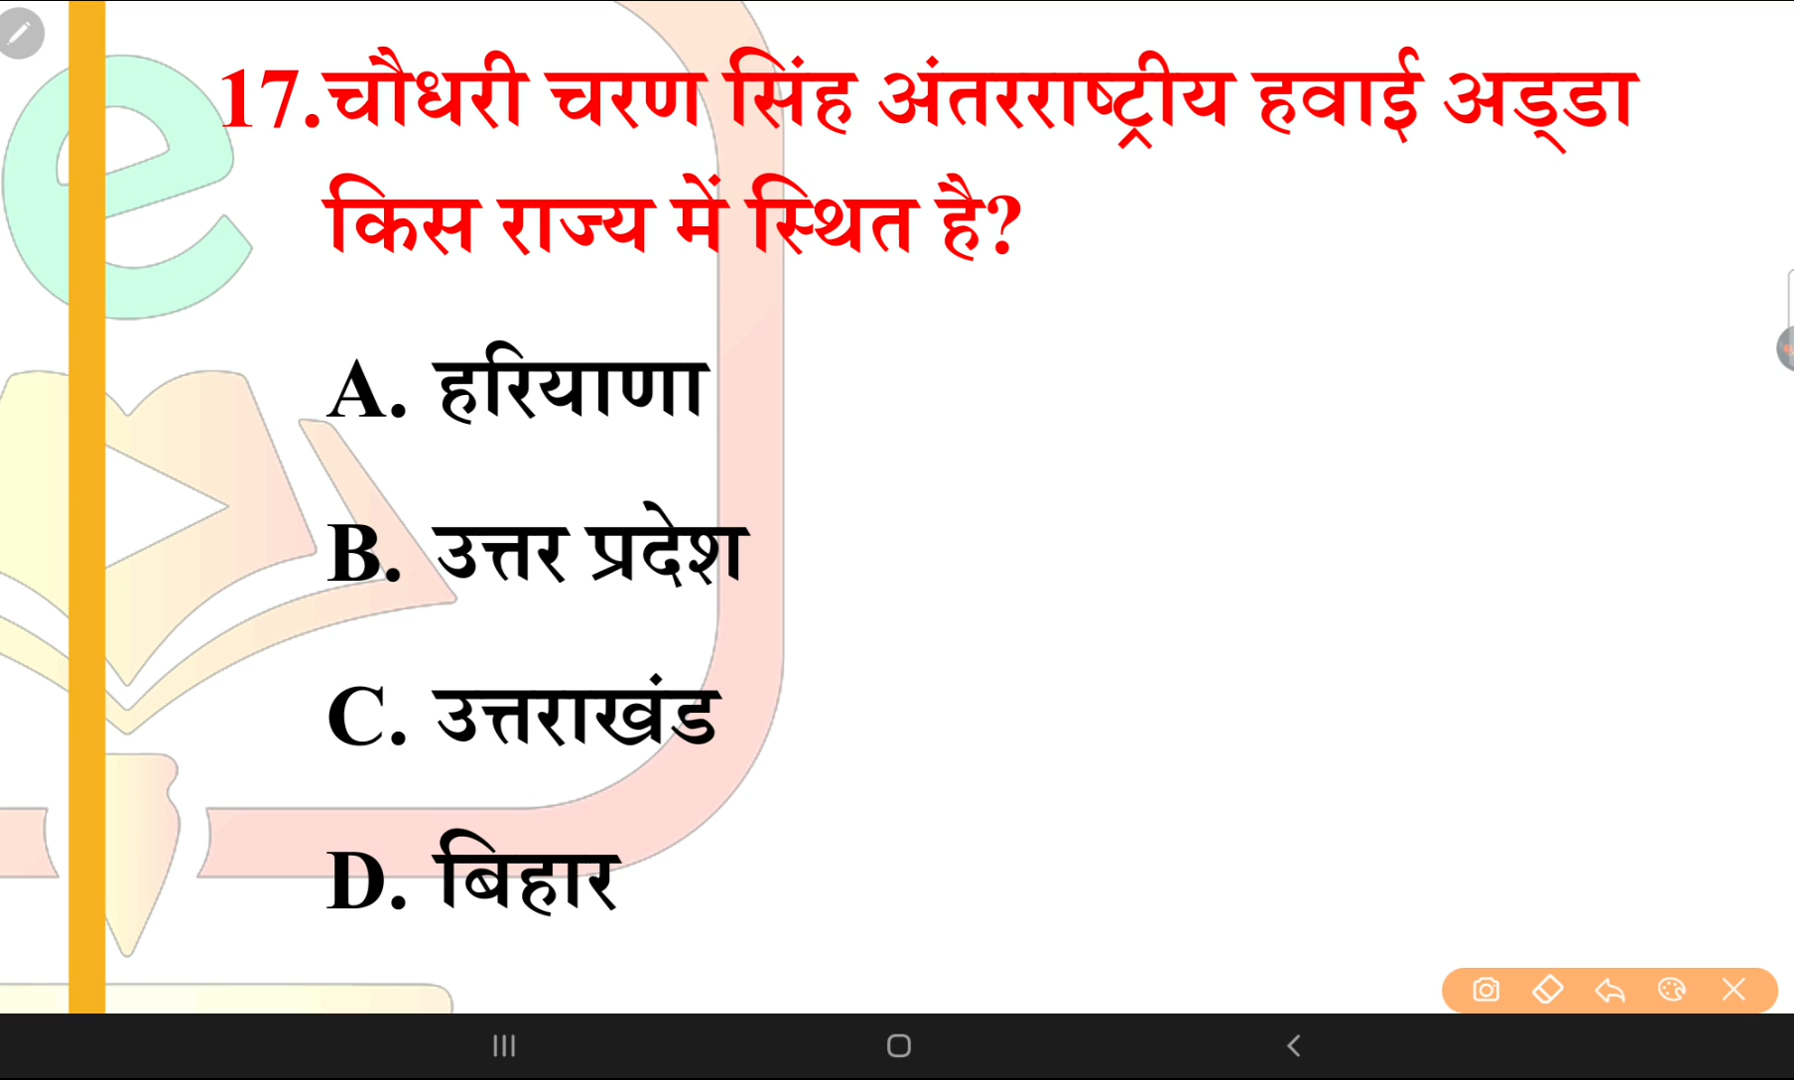 17.चौधरी चरण सिंह अंतरराष्ट्रीय हवाई अड्डा
किस राज्य में स्थित है?
A. हरियाणा
B. उत्तर प्रदेश
C. उत्तराखंड
D. बिहार